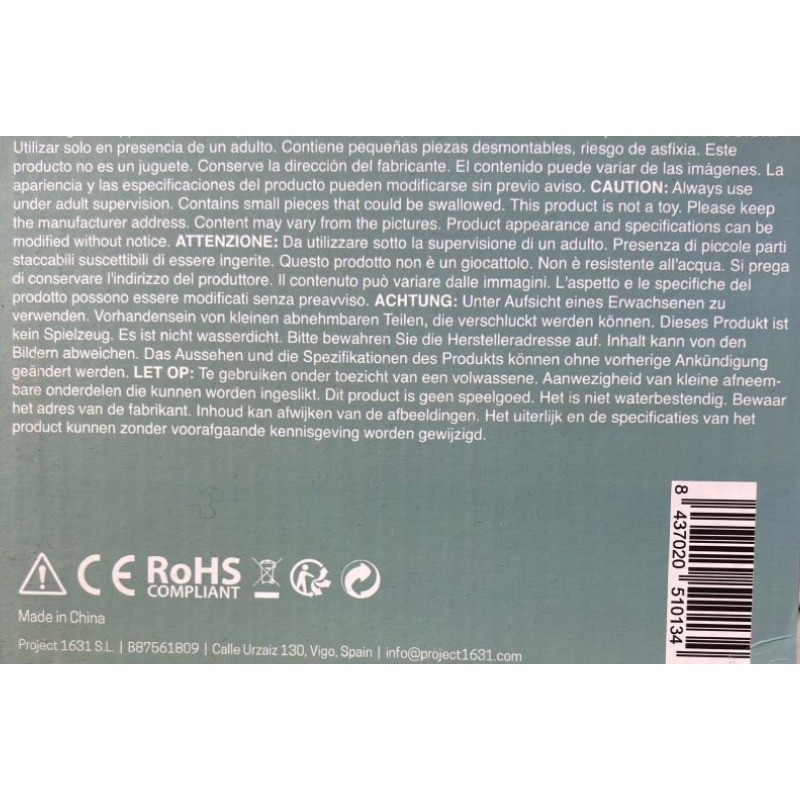 Utilizar solo en presencia de un adulto. Contiene pequeñas piezas desmontables, riesgo de asfixia. Este
producto no es un juguete. Conserve la dirección del fabricante. El contenido puede variar de las imágenes. La
apariencia y las especificaciones del producto pueden modificarse sin previo aviso. CAUTION: Always use
under adult supervision. Contains small pieces that could be swallowed. This product is not a toy. Please keep
the manufacturer address. Content may vary from the pictures. Product appearance and specifications can be
modified without notice. ATTENZIONE: Da utilizzare sotto la supervisione di un adulto. Presenza di piccole parti
staccabili suscettibili di essere ingerite. Questo prodotto non è un giocattolo. Non è resistente all'acqua. Si prega
di conservare l'indirizzo del produttore. Il contenuto può variare dalle immagini. L'aspetto e le specifiche del
prodotto possono essere modificati senza preavviso. ACHTUNG: Unter Aufsicht eines Erwachsenen zu
verwenden. Vorhandensein von kleinen abnehmbaren Teilen, die verschluckt werden können. Dieses Produkt ist
kein Spielzeug. Es ist nicht wasserdicht. Bitte bewahren Sie die Herstelleradresse auf. Inhalt kann von den
Bildern abweichen. Das Aussehen und die Spezifikationen des Produkts können ohne vorherige Ankündigung
geändert werden. LET OP: Te gebruiken onder toezicht van een volwassene. Aanwezigheid van kleine afneem-
bare onderdelen die kunnen worden ingeslikt. Dit product is geen speelgoed. Het is niet waterbestendig. Bewaar
het adres van de fabrikant. Inhoud kan afwijken van de afbeeldingen. Het uiterlijk en de specificaties van het
product kunnen zonder voorafgaande kennisgeving worden gewijzigd.
CE RoHS
COMPLIANT
Made in China
Project 1631 S.L. | B87561809 | Calle Urzaiz 130, Vigo, Spain | info@project1631.com
8 437020 510134